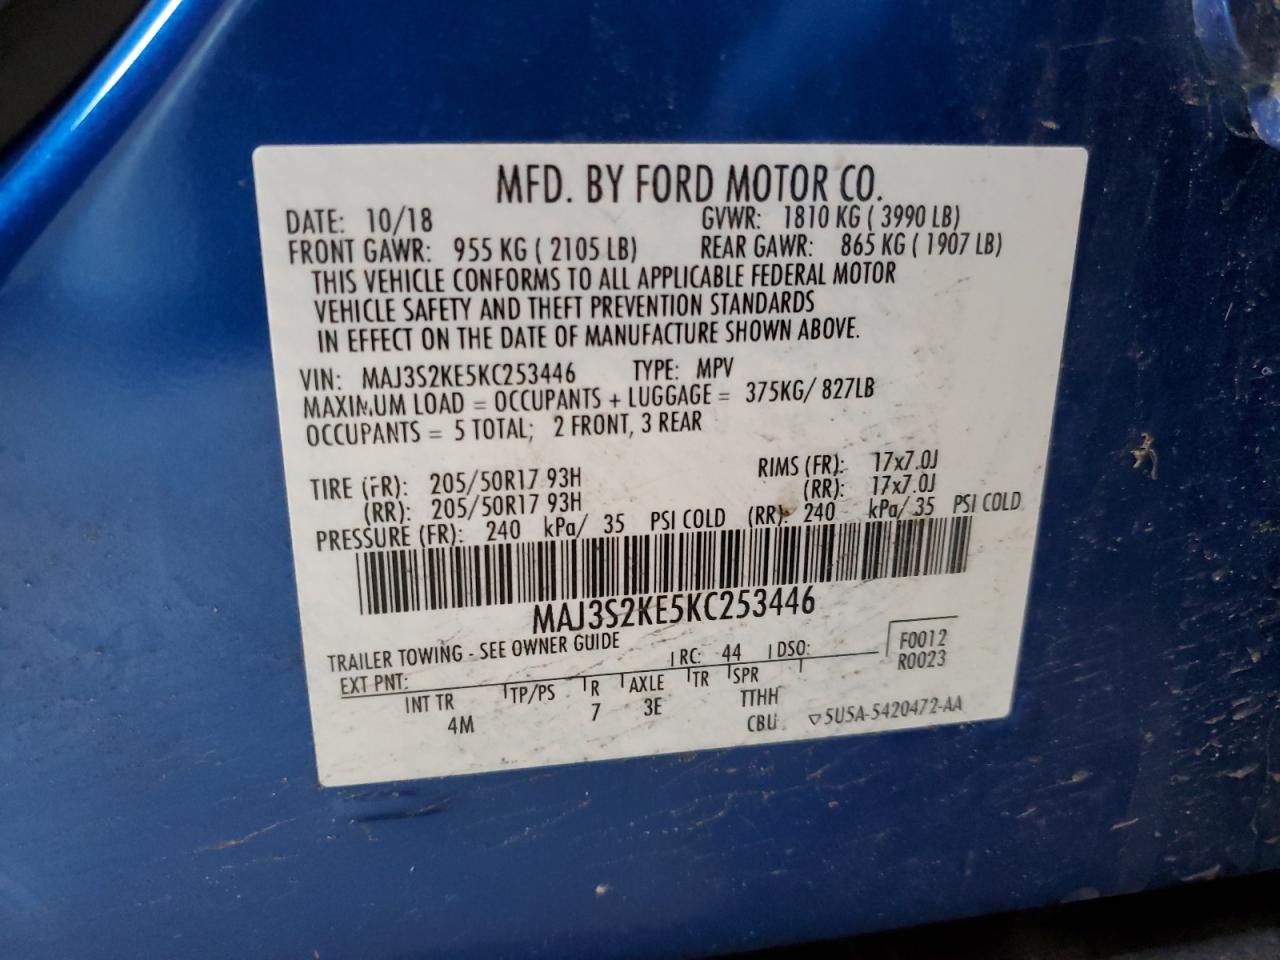 MFD. BY FORD MOTOR CO.
DATE: 10/18 GVWR: 1810 KG ( 3990 LB)
FRONT GAWR: 955 KG ( 2105 LB) REAR GAWR: 865 KG ( 1907 LB)
THIS VEHICLE CONFORMS TO ALL APPLICABLE FEDERAL MOTOR
VEHICLE SAFETY AND THEFT PREVENTION STANDARDS
IN EFFECT ON THE DATE OF MANUFACTURE SHOWN ABOVE.
VIN: MAJ3S2KE5KC253446 TYPE: MPV
MAXIMUM LOAD = OCCUPANTS + LUGGAGE = 375KG/ 827LB
OCCUPANTS = 5 TOTAL; 2 FRONT, 3 REAR
TIRE (FR): 205/50R17 93H RIMS (FR): 17x7.0J
(RR): 205/50R17 93H (RR): 17x7.0J
PRESSURE (FR): 240 kPa/ 35 PSI COLD (RR): 240 kPa/ 35 PSI COLD
MAJ3S2KE5KC253446
TRAILER TOWING - SEE OWNER GUIDE
EXT PNT: RC: 44 DSO: F0012
R0023
INT TR TP/PS R AXLE TR SPR
4M 7 3E TTHH
CBU ▽5U5A-5420472-AA